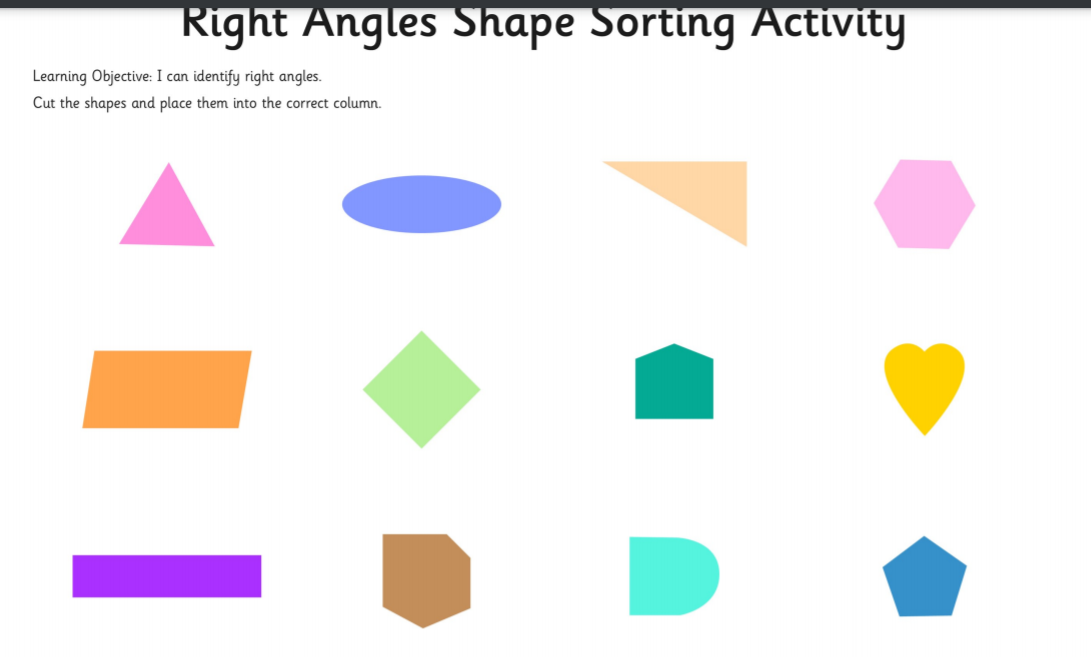 Right Angles Shape Sorting Activity
Learning Objective: I can identify right angles.
Cut the shapes and place them into the correct column.